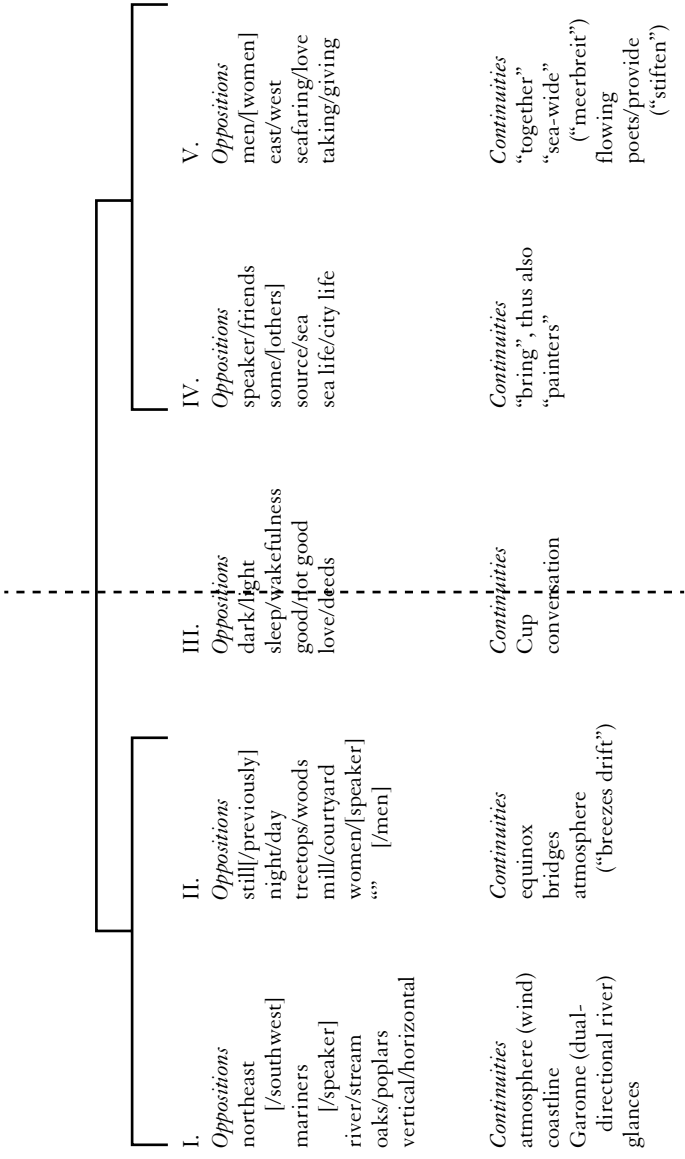 I.
Oppositions
northeast
[/southwest]
mariners
[/speaker]
river/stream
oaks/poplars
vertical/horizontal
Continuities
atmosphere (wind)
coastline
Garonne (dual-
directional river)
glances
II.
Oppositions
still[/previously]
night/day
treetops/woods
mill/courtyard
women/[speaker]
“” [/men]
Continuities
equinox
bridges
atmosphere
(“breezes drift”)
III.
Oppositions
dark/light
sleep/wakefulness
good/not good
love/deeds
Continuities
Cup
conversation
IV.
Oppositions
speaker/friends
some/[others]
source/sea
sea life/city life
Continuities
“bring”, thus also
“painters”
V.
Oppositions
men/[women]
east/west
seafaring/love
taking/giving
Continuities
“together”
“sea-wide”
(“meerbreit”)
flowing
poets/provide
(“stiften”)